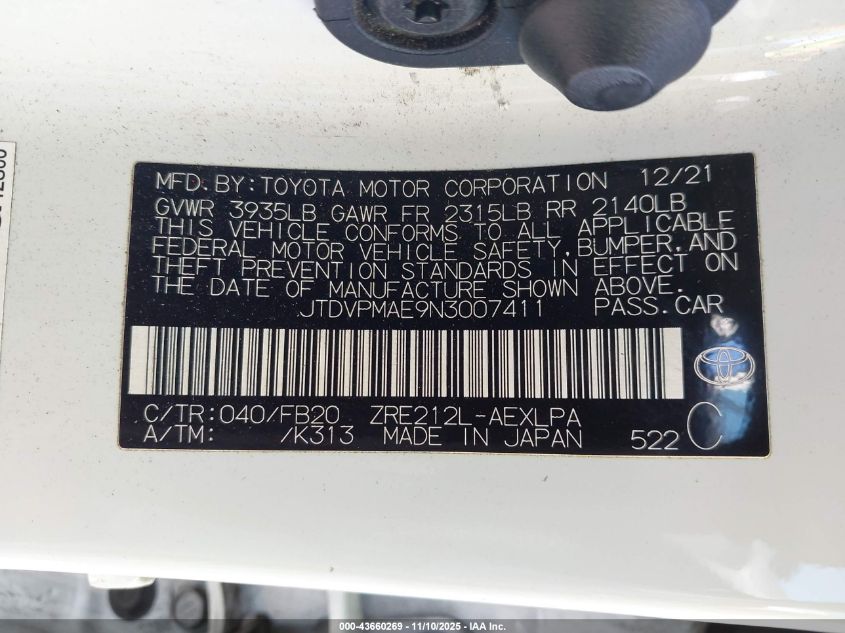 MFD. BY: TOYOTA MOTOR CORPORATION 12/21
GVWR 3935LB GAWR FR 2315LB RR 2140LB
THIS VEHICLE CONFORMS TO ALL APPLICABLE
FEDERAL MOTOR VEHICLE SAFETY, BUMPER, AND
THEFT PREVENTION STANDARDS IN EFFECT ON
THE DATE OF MANUFACTURE SHOWN ABOVE.
JTDVPMAE9N3007411 PASS. CAR
C/TR: 040/FB20 ZRE212L-AEXLPA
A/TM: /K313 MADE IN JAPAN 522 C
000-43660269 - 11/10/2025 - IAA Inc.